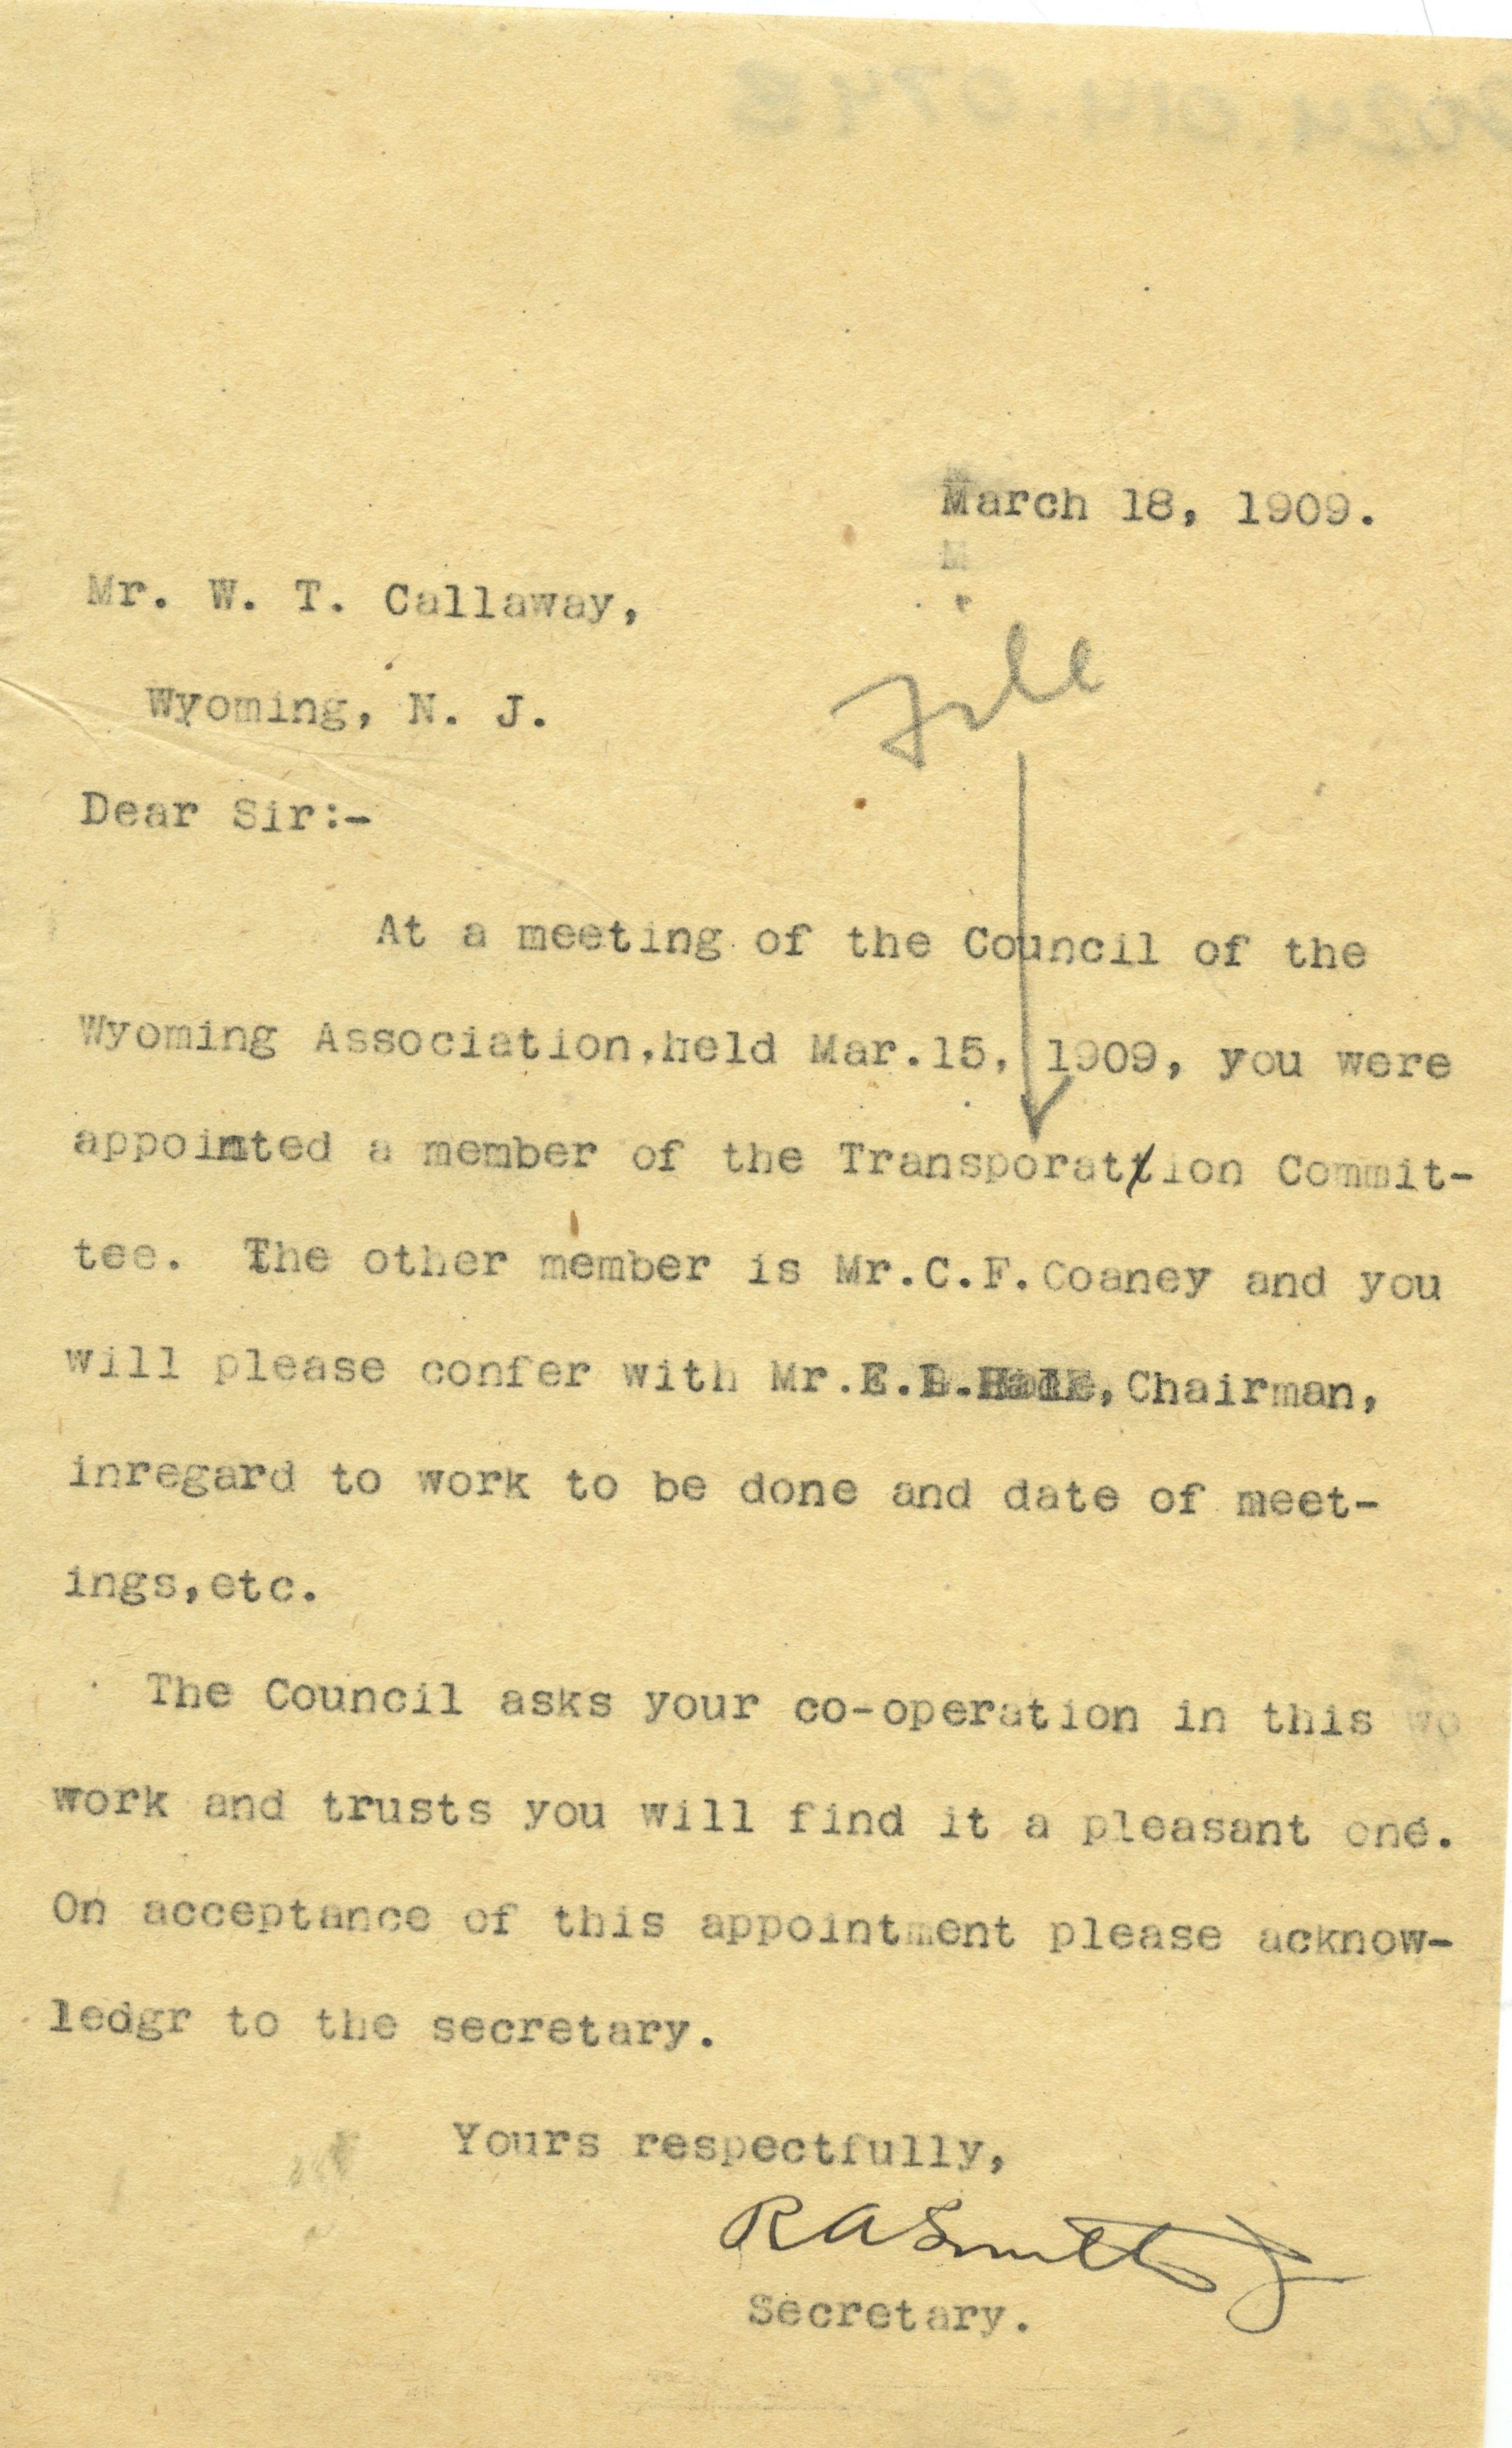 March 18, 1909.
M
Mr. W. T. Callaway,
File
Wyoming, N. J.
Dear Sir:-
At a meeting of the Council of the
Wyoming Association,held Mar.15, 1909, you were
appointed a member of the Transporattion Commit-
tee. The other member is Mr.C.F.Coaney and you
will please confer with Mr.E. Chairman,
inregard to work to be done and date of meet-
ings,etc.
The Council asks your co-operation in this wo
work and trusts you will find it a pleasant one.
On acceptance of this appointment please acknow-
ledgr to the secretary.
Yours respectfully,
R A Smith Jr
Secretary.